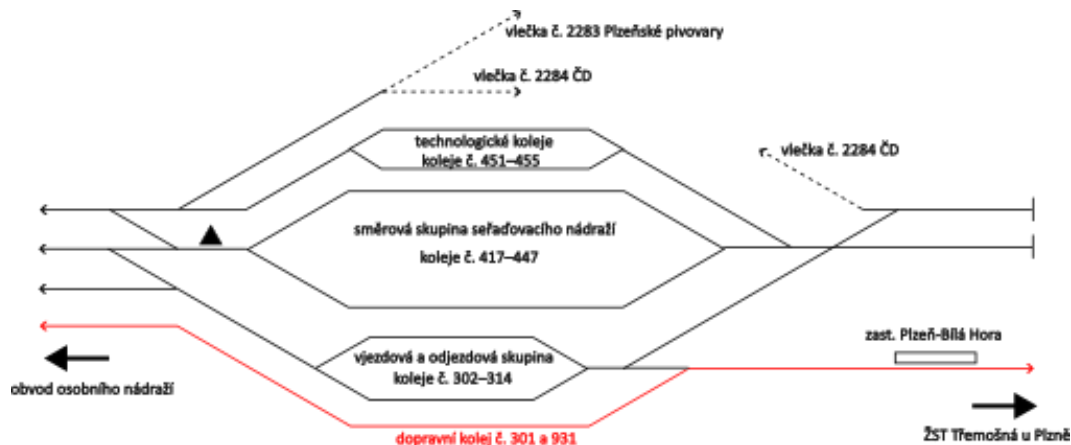 vlečka č. 2283 Plzeňské pivovary
vlečka č. 2284 ČD
technologické koleje
koleje č. 451–455
vlečka č. 2284 ČD
směrová skupina seřaďovacího nádraží
koleje č. 417–447
zast. Plzeň-Bílá Hora
vjezdová a odjezdová skupina
koleje č. 302–314
obvod osobního nádraží
dopravní kolej č. 301 a 931
ŽST Třemošná u Plzně